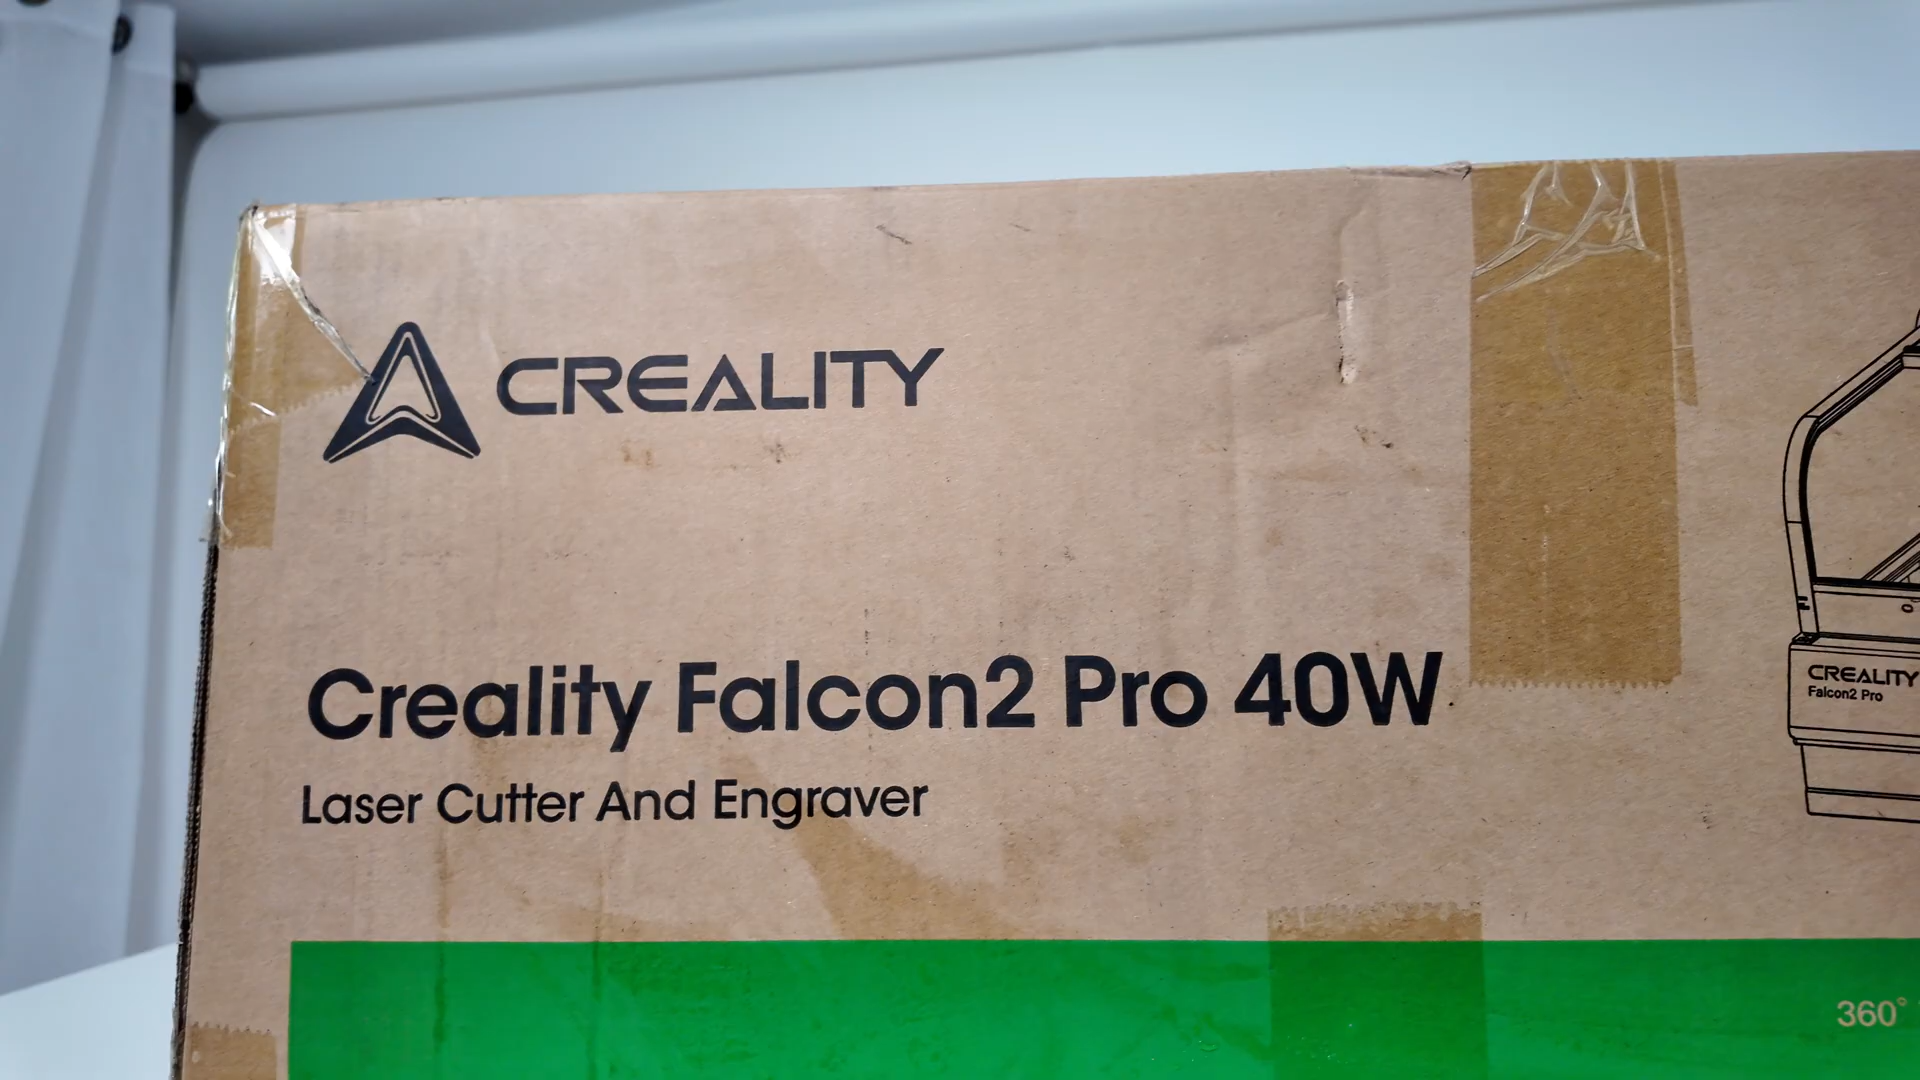 CREALITY
Creality Falcon2 Pro 40W
Laser Cutter And Engraver
CREALITY
Falcon2 Pro
360°